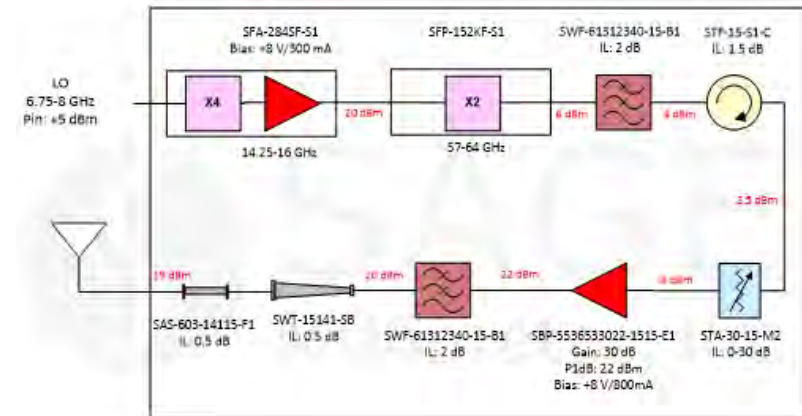 SFA-284SF-S1
Bias: +8 V/300 mA
SFP-152KF-S1
SWF-61312340-15-B1
IL: 2 dB
STF-15-S1-C
IL: 1.5 dB
LO
6.75-8 GHz
Pin: +5 dBm
X4
20 dBm
X2
6 dBm
4 dBm
14.25-16 GHz
57-64 GHz
2.5 dBm
19 dBm
20 dBm
22 dBm
SAS-603-14115-F1
IL: 0.5 dB
SWT-15141-SB
IL: 0.5 dB
SWF-61312340-15-B1
IL: 2 dB
SBP-5536533022-1515-E1
Gain: 30 dB
P1dB: 22 dBm
Bias: +8 V/800mA
STA-30-15-M2
IL: 0-30 dB